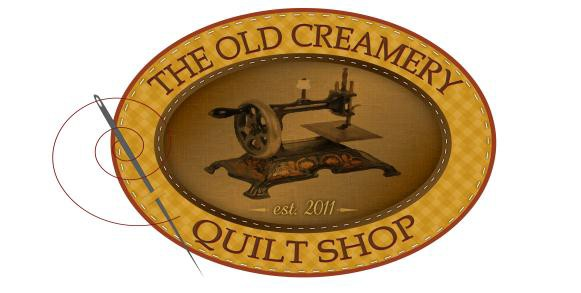 THE OLD CREAMERY
est. 2011
QUILT SHOP